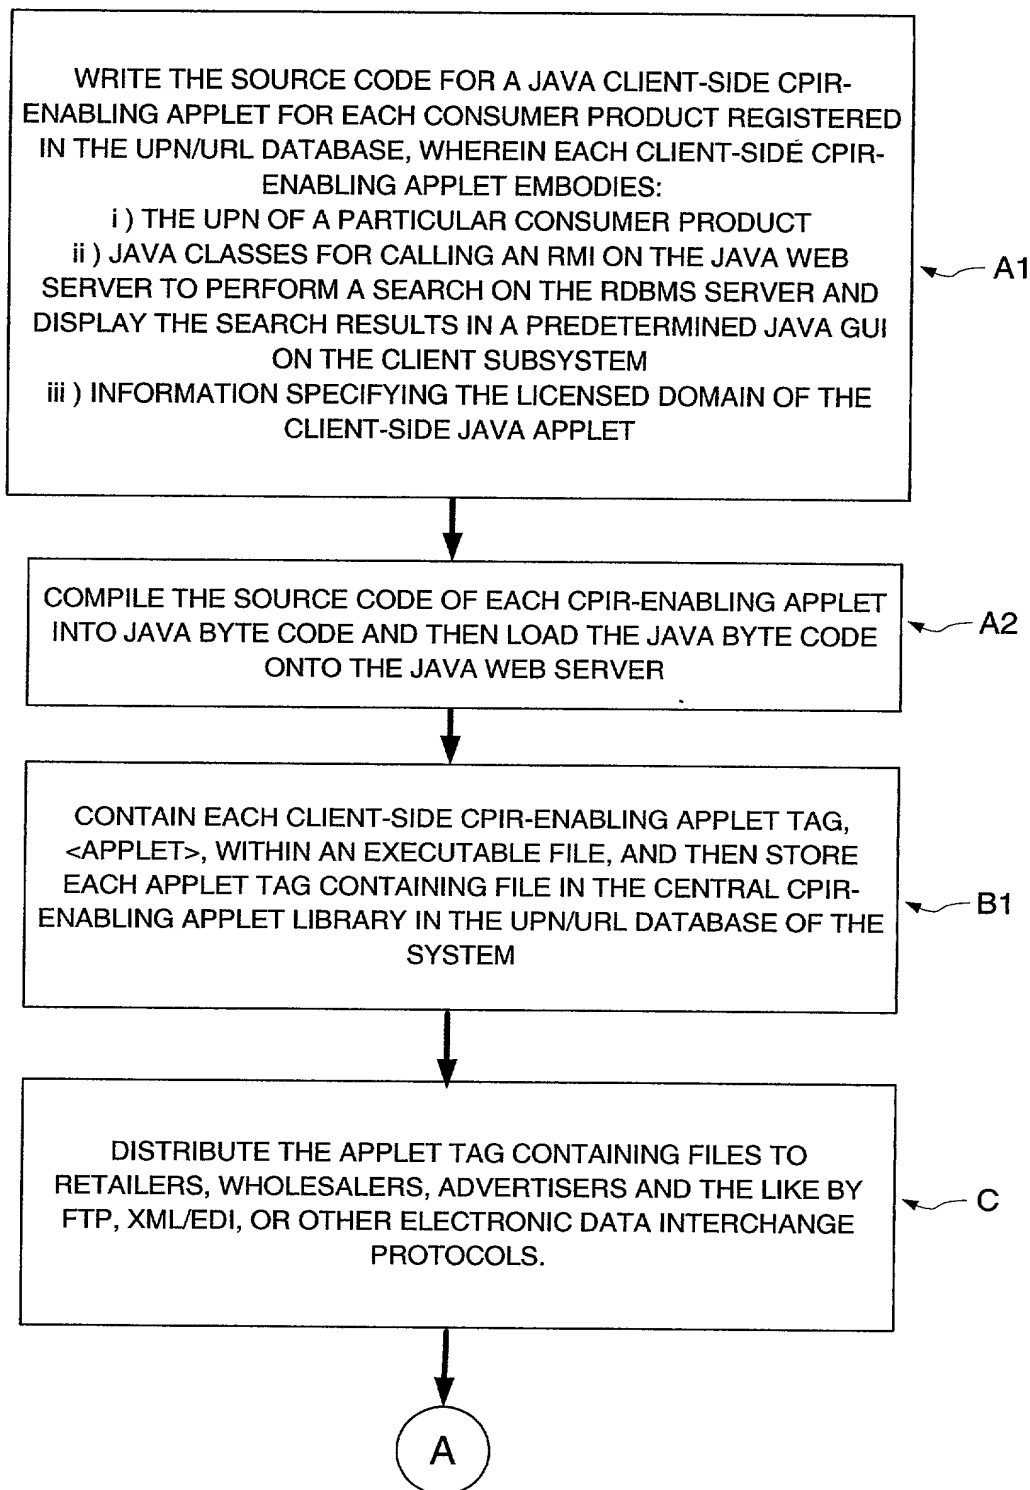 WRITE THE SOURCE CODE FOR A JAVA CLIENT-SIDE CPIR-
ENABLING APPLET FOR EACH CONSUMER PRODUCT REGISTERED
IN THE UPN/URL DATABASE, WHEREIN EACH CLIENT-SIDE CPIR-
ENABLING APPLET EMBODIES:
i ) THE UPN OF A PARTICULAR CONSUMER PRODUCT
ii ) JAVA CLASSES FOR CALLING AN RMI ON THE JAVA WEB
SERVER TO PERFORM A SEARCH ON THE RDBMS SERVER AND
DISPLAY THE SEARCH RESULTS IN A PREDETERMINED JAVA GUI
ON THE CLIENT SUBSYSTEM
iii ) INFORMATION SPECIFYING THE LICENSED DOMAIN OF THE
CLIENT-SIDE JAVA APPLET
A1
COMPILE THE SOURCE CODE OF EACH CPIR-ENABLING APPLET
INTO JAVA BYTE CODE AND THEN LOAD THE JAVA BYTE CODE
ONTO THE JAVA WEB SERVER
A2
CONTAIN EACH CLIENT-SIDE CPIR-ENABLING APPLET TAG,
<APPLET>, WITHIN AN EXECUTABLE FILE, AND THEN STORE
EACH APPLET TAG CONTAINING FILE IN THE CENTRAL CPIR-
ENABLING APPLET LIBRARY IN THE UPN/URL DATABASE OF THE
SYSTEM
B1
DISTRIBUTE THE APPLET TAG CONTAINING FILES TO
RETAILERS, WHOLESALERS, ADVERTISERS AND THE LIKE BY
FTP, XML/EDI, OR OTHER ELECTRONIC DATA INTERCHANGE
PROTOCOLS.
C
A